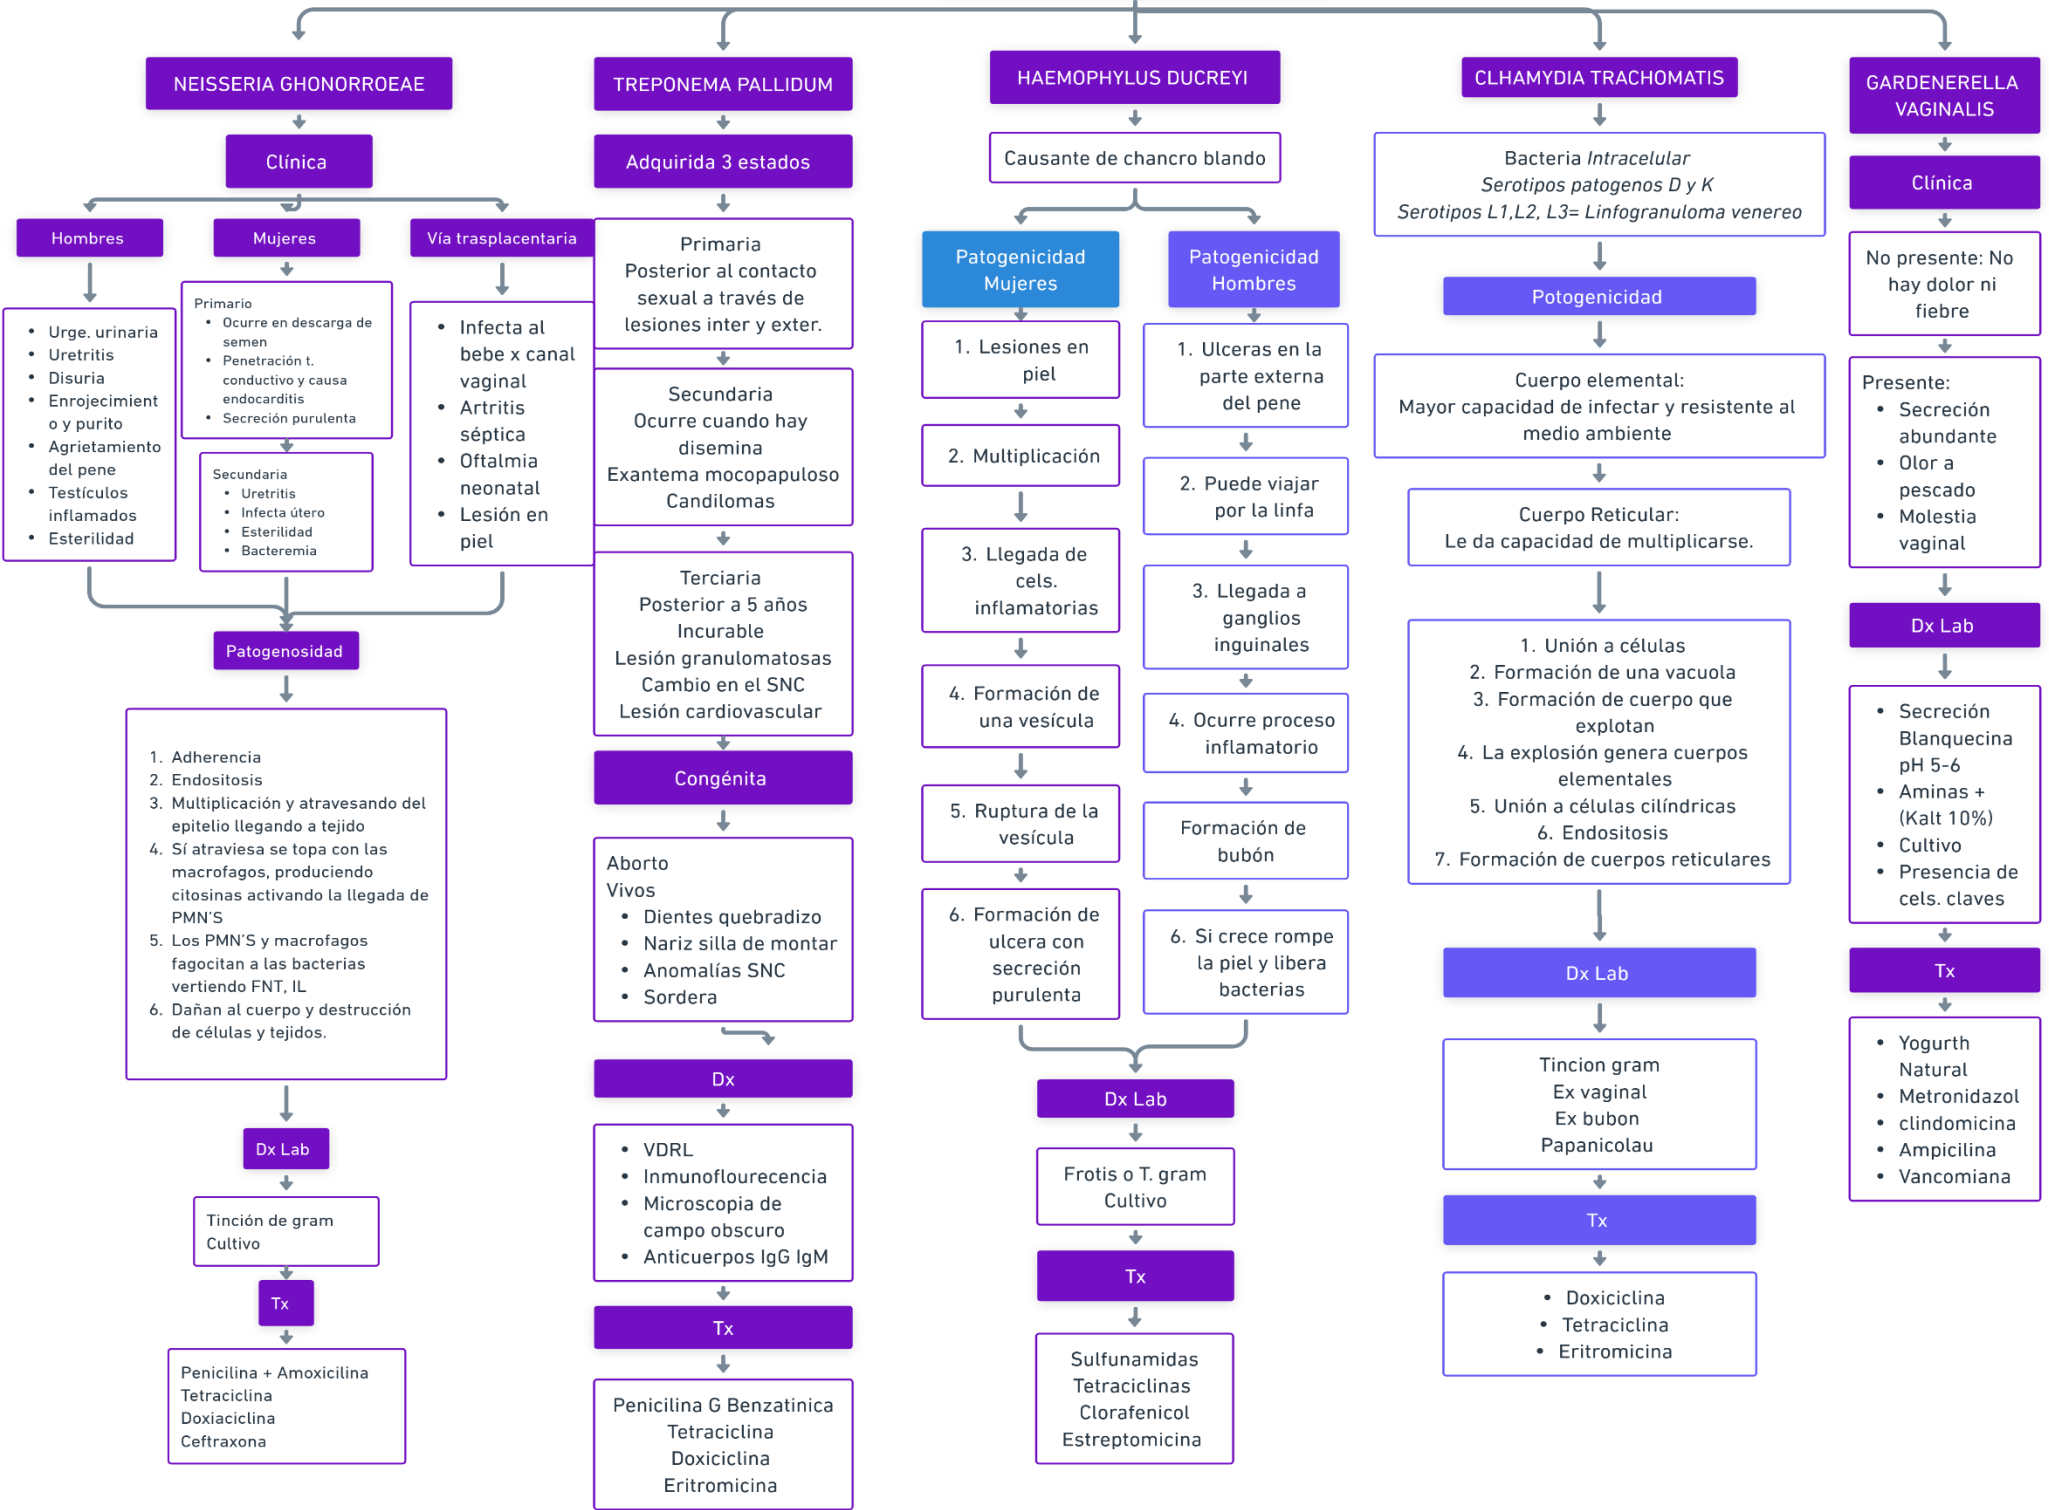 NEISSERIA GHONORROEAE
Clínica
Hombres
Urge. urinaria
Uretritis
Disuria
Enrojecimient
o y purito
Agrietamiento
del pene
Testículos
inflamados
Esterilidad
Mujeres
Primario
Ocurre en descarga de
semen
Penetración t.
conductivo y causa
endocarditis
Secreción purulenta
Secundaria
Uretritis
Infecta útero
Esterilidad
Bacteremia
Vía trasplacentaria
Infecta al
bebe x canal
vaginal
Artritis
séptica
Oftalmia
neonatal
Lesión en
piel
Patogenosidad
1. Adherencia
2. Endositosis
3. Multiplicación y atravesando del
epitelio llegando a tejido
4. Sí atraviesa se topa con las
macrofagos, produciendo
citosinas activando la llegada de
PMN'S
5. Los PMN'S y macrofagos
fagocitan a las bacterias
vertiendo FNT, IL
6. Dañan al cuerpo y destrucción
de células y tejidos.
Dx Lab
Tinción de gram
Cultivo
Tx
Penicilina + Amoxicilina
Tetraciclina
Doxiaciclina
Ceftraxona
TREPONEMA PALLIDUM
Adquirida 3 estados
Primaria
Posterior al contacto
sexual a través de
lesiones inter y exter.
Secundaria
Ocurre cuando hay
disemina
Exantema mocopapuloso
Candilomas
Terciaria
Posterior a 5 años
Incurable
Lesión granulomatosas
Cambio en el SNC
Lesión cardiovascular
Congénita
Aborto
Vivos
Dientes quebradizo
Nariz silla de montar
Anomalías SNC
Sordera
Dx
VDRL
Inmunoflourecencia
Microscopia de
campo obscuro
Anticuerpos IgG IgM
Tx
Penicilina G Benzatinica
Tetraciclina
Doxiciclina
Eritromicina
HAEMOPHYLUS DUCREYI
Causante de chancro blando
Patogenicidad
Mujeres
1. Lesiones en
piel
2. Multiplicación
3. Llegada de
cels.
inflamatorias
4. Formación de
una vesícula
5. Ruptura de la
vesícula
6. Formación de
ulcera con
secreción
purulenta
Patogenicidad
Hombres
1. Ulceras en la
parte externa
del pene
2. Puede viajar
por la linfa
3. Llegada a
ganglios
inguinales
4. Ocurre proceso
inflamatorio
Formación de
bubón
6. Si crece rompe
la piel y libera
bacterias
Dx Lab
Frotis o T. gram
Cultivo
Tx
Sulfunamidas
Tetraciclinas
Clorafenicol
Estreptomicina
CLHAMYDIA TRACHOMATIS
Bacteria Intracelular
Serotipos patogenos D y K
Serotipos L1,L2, L3= Linfogranuloma venereo
Potogenicidad
Cuerpo elemental:
Mayor capacidad de infectar y resistente al
medio ambiente
Cuerpo Reticular:
Le da capacidad de multiplicarse.
1. Unión a células
2. Formación de una vacuola
3. Formación de cuerpo que
explotan
4. La explosión genera cuerpos
elementales
5. Unión a células cilíndricas
6. Endositosis
7. Formación de cuerpos reticulares
Dx Lab
Tincion gram
Ex vaginal
Ex bubon
Papanicolau
Tx
Doxiciclina
Tetraciclina
Eritromicina
GARDENERELLA
VAGINALIS
Clínica
No presente: No
hay dolor ni
fiebre
Presente:
Secreción
abundante
Olor a
pescado
Molestia
vaginal
Dx Lab
Secreción
Blanquecina
pH 5-6
Aminas +
(Kalt 10%)
Cultivo
Presencia de
cels. claves
Tx
Yogurth
Natural
Metronidazol
clindomicina
Ampicilina
Vancomiana